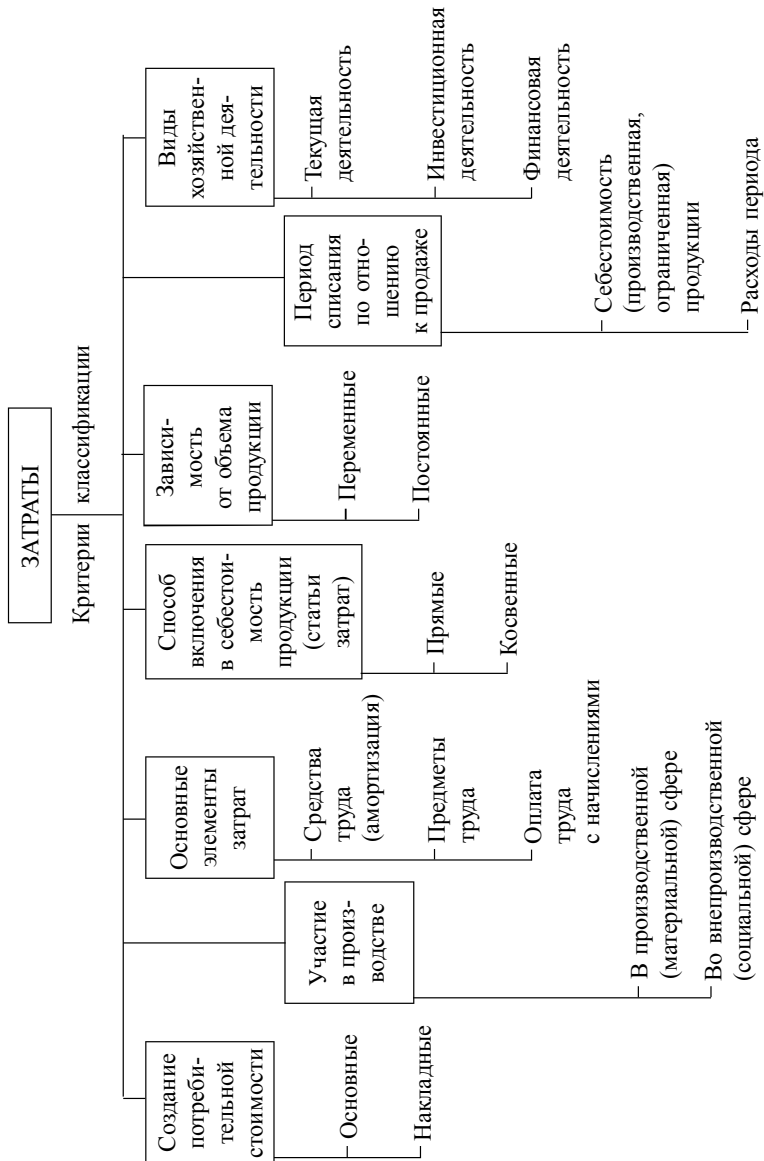 ЗАТРАТЫ
Критерии классификации
Создание
потреби-
тельной
стоимости
Основные
Накладные
Участие
в произ-
водстве
В производственной
(материальной) сфере
Во внепроизводственной
(социальной) сфере
Основные
элементы
затрат
Средства
труда
(амортизация)
Предметы
труда
Оплата
труда
с начислениями
Способ
включения
в себестои-
мость
продукции
(статьи
затрат)
Прямые
Косвенные
Зависи-
мость
от объема
продукции
Переменные
Постоянные
Период
списания
по отно-
шению
к продаже
Себестоимость
(производственная,
ограниченная)
продукции
Расходы периода
Виды
хозяйствен-
ной дея-
тельности
Текущая
деятельность
Инвестиционная
деятельность
Финансовая
деятельность